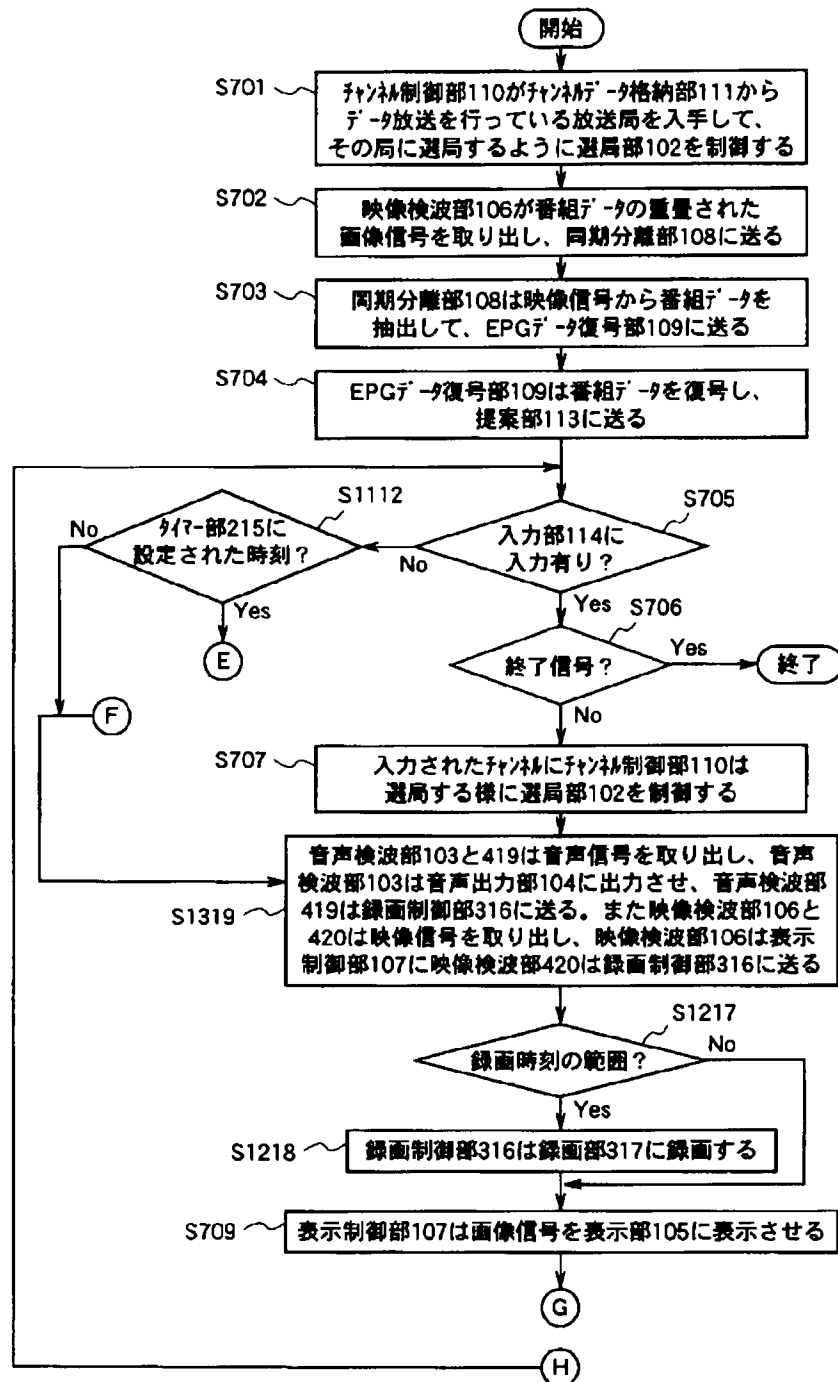 開始
S701
チャンネル制御部110がチャンネルデータ格納部111から
データ放送を行っている放送局を入手して、
その局に選局するように選局部102を制御する
S702
映像検波部106が番組データの重畳された
画像信号を取り出し、同期分離部108に送る
S703
同期分離部108は映像信号から番組データを
抽出して、EPGデータ復号部109に送る
S704
EPGデータ復号部109は番組データを復号し、
提案部113に送る
S1112
タイマー部215に
設定された時刻？
No
Yes
E
S705
入力部114に
入力有り？
No
Yes
S706
終了信号？
Yes
終了
No
F
S707
入力されたチャンネルにチャンネル制御部110は
選局する様に選局部102を制御する
S1319
音声検波部103と419は音声信号を取り出し、音声
検波部103は音声出力部104に出力させ、音声検波部
419は録画制御部316に送る。また映像検波部106と
420は映像信号を取り出し、映像検波部106は表示
制御部107に映像検波部420は録画制御部316に送る
S1217
録画時刻の範囲？
No
Yes
S1218
録画制御部316は録画部317に録画する
S709
表示制御部107は画像信号を表示部105に表示させる
G
H